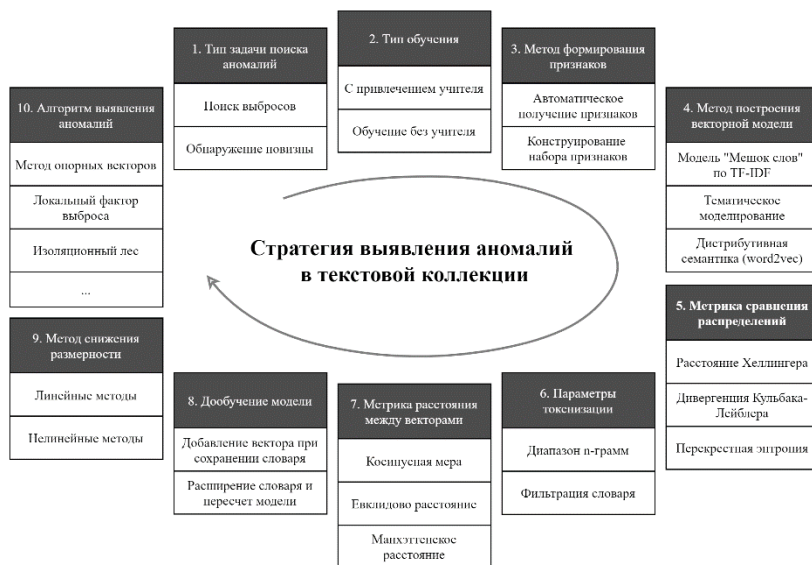 1. Тип задачи поиска
аномалий
Поиск выбросов
Обнаружение новизны
2. Тип обучения
С привлечением учителя
Обучение без учителя
3. Метод формирования
признаков
Автоматическое
получение признаков
Конструирование
набора признаков
4. Метод построения
векторной модели
Модель "Мешок слов"
по TF-IDF
Тематическое
моделирование
Дистрибутивная
семантика (word2vec)
5. Метрика сравнения
распределений
Расстояние Хеллингера
Дивергенция Кульбака-
Лейблера
Перекрестная энтропия
6. Параметры
токенизации
Диапазон n-грамм
Фильтрация словаря
7. Метрика расстояния
между векторами
Косинусная мера
Евклидово расстояние
Манхэттенское
расстояние
8. Дообучение модели
Добавление вектора при
сохранении словаря
Расширение словаря и
пересчет модели
9. Метод снижения
размерности
Линейные методы
Нелинейные методы
10. Алгоритм выявления
аномалий
Метод опорных векторов
Локальный фактор
выброса
Изоляционный лес
...
Стратегия выявления аномалий
в текстовой коллекции